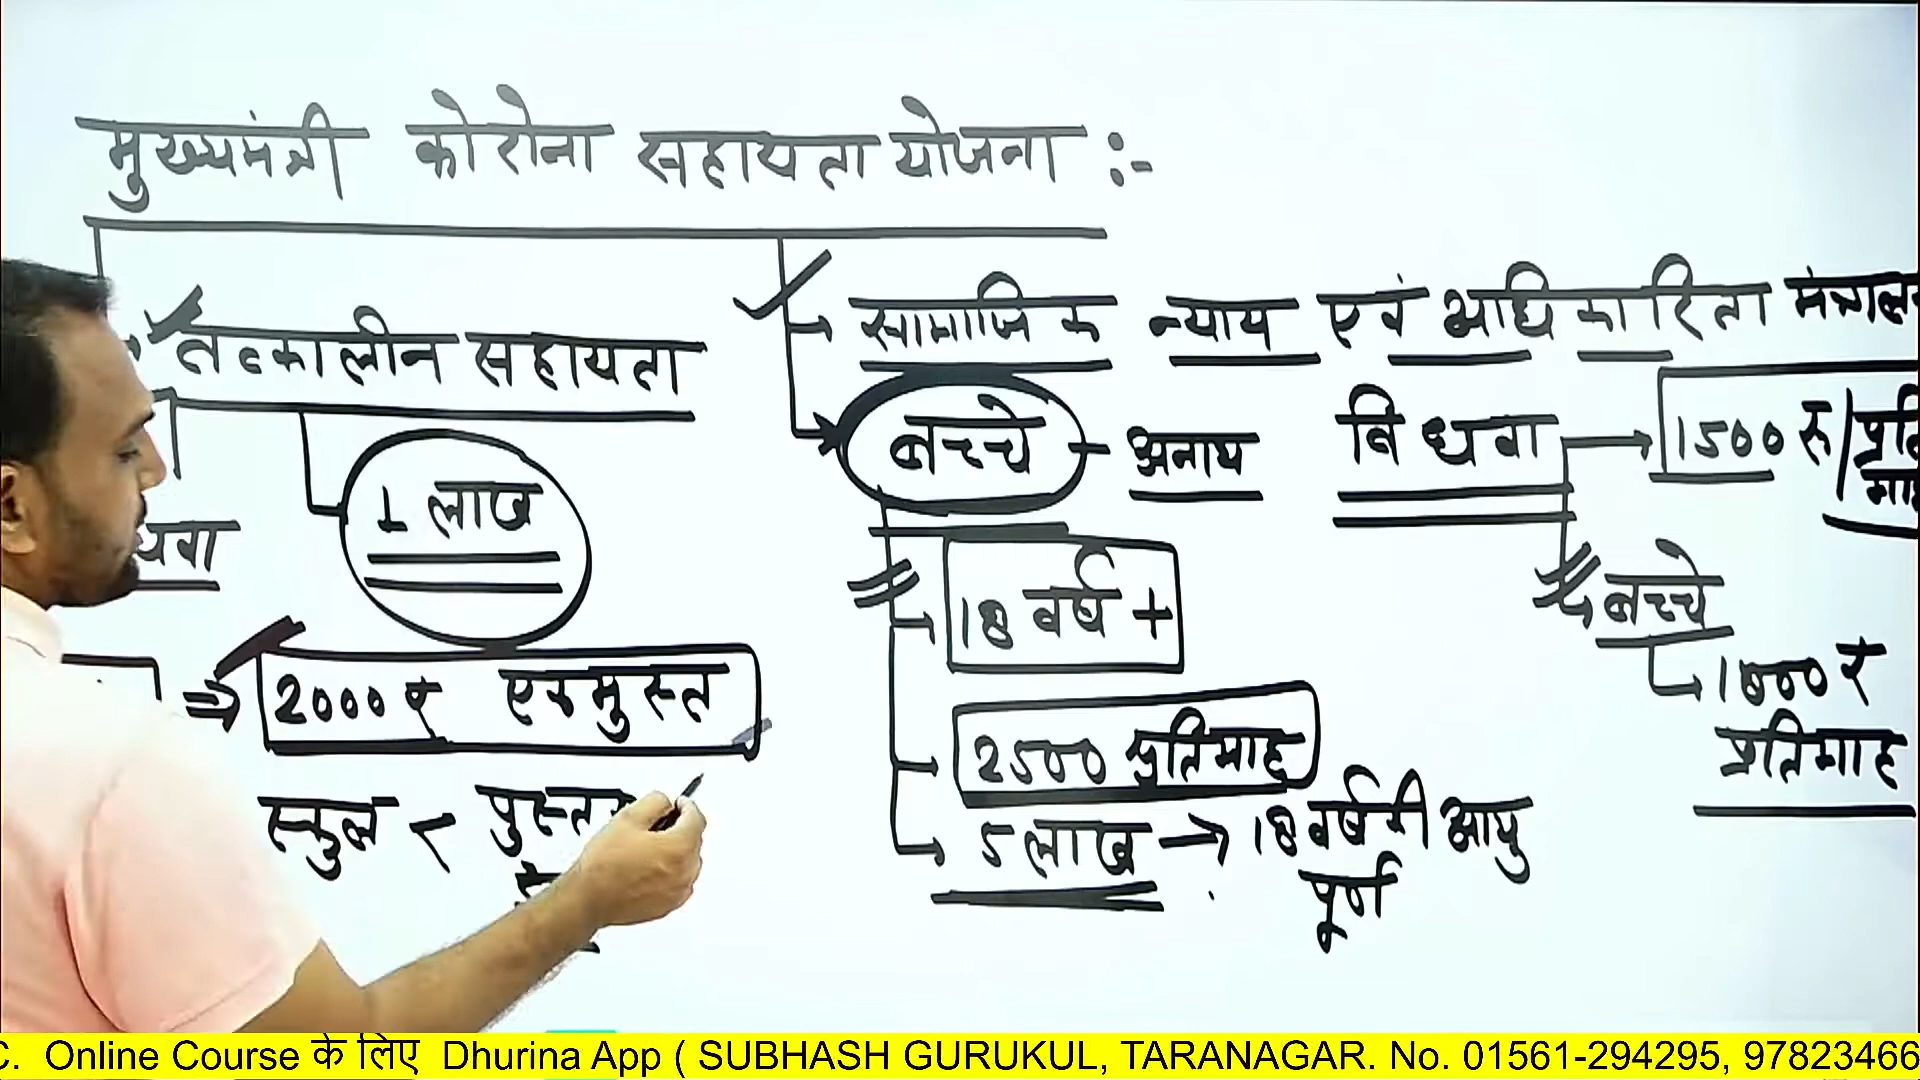 मुख्यमंत्री कोरोना सहायता योजना :-
तत्कालीन सहायता
1 लाख
धवा
2000 ₹ एकमुस्त
स्कुल
सामाजिक न्याय एवं अधिकारिता मंत्राल
बच्चे - अनाथ
18 वर्ष +
2500 प्रतिमाह
5 लाख → 18 वर्ष की आयु
पूर्ण
विधवा → 1500 रू/प्रति
माह
बच्चे
1000 ₹
प्रतिमाह
C. Online Course के लिए Dhurina App ( SUBHASH GURUKUL, TARANAGAR. No. 01561-294295, 97823466